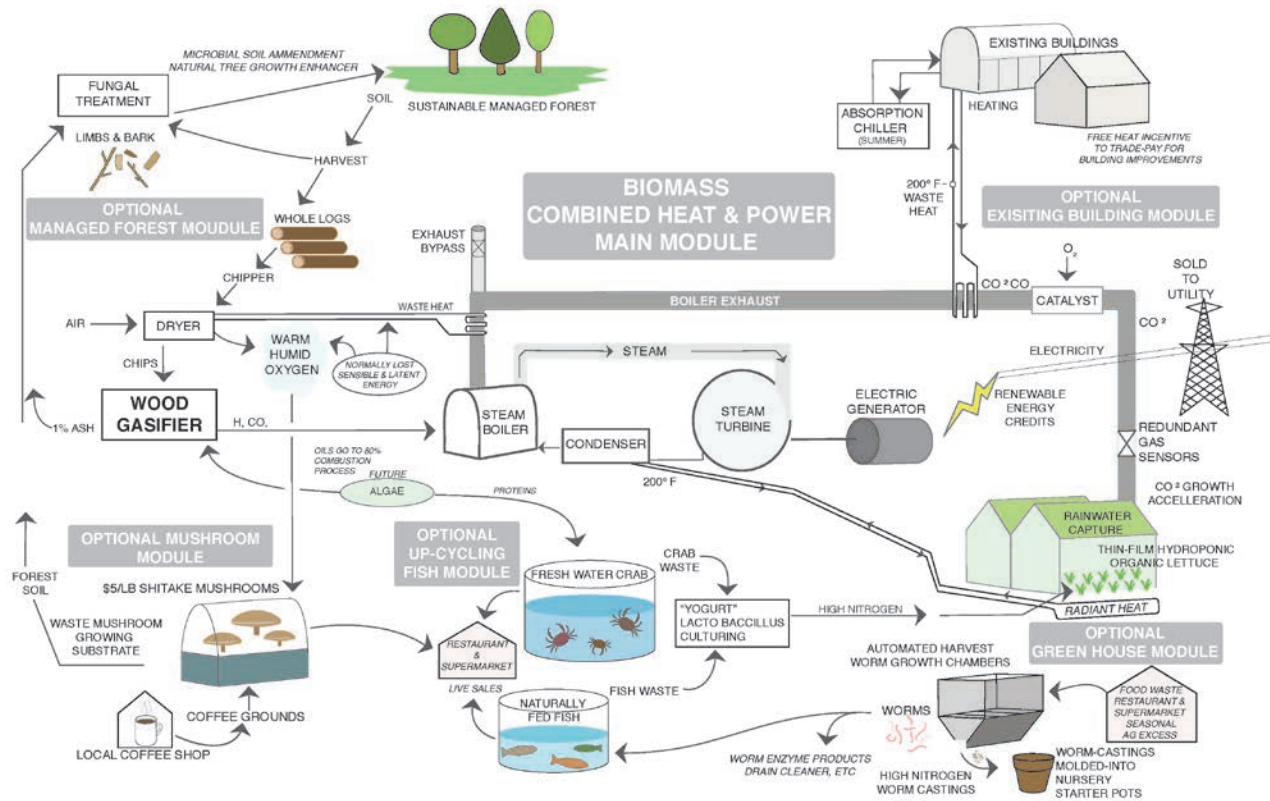 MICROBIAL SOIL AMMENDMENT
NATURAL TREE GROWTH ENHANCER
FUNGAL
TREATMENT
SOIL
SUSTAINABLE MANAGED FOREST
LIMBS & BARK
HARVEST
OPTIONAL
MANAGED FOREST MOUDULE
WHOLE LOGS
CHIPPER
EXHAUST
BYPASS
BIOMASS
COMBINED HEAT & POWER
MAIN MODULE
EXISTING BUILDINGS
HEATING
ABSORPTION
CHILLER
(SUMMER)
FREE HEAT INCENTIVE
TO TRADE-PAY FOR
BUILDING IMPROVEMENTS
200° F
WASTE
HEAT
OPTIONAL
EXISITING BUILDING MODULE
O2
CO ² CO
CATALYST
CO ²
SOLD
TO
UTILITY
BOILER EXHAUST
AIR
DRYER
WASTE HEAT
WARM
HUMID
OXYGEN
NORMALLY LOST
SENSIBLE & LATENT
ENERGY
CHIPS
WOOD
GASIFIER
1% ASH
H, CO,
STEAM
STEAM
BOILER
CONDENSER
200° F
STEAM
TURBINE
ELECTRIC
GENERATOR
ELECTRICITY
RENEWABLE
ENERGY
CREDITS
REDUNDANT
GAS
SENSORS
CO ² GROWTH
ACCELLERATION
OILS GO TO 80%
COMBUSTION
PROCESS
FUTURE
ALGAE
PROTEINS
OPTIONAL MUSHROOM
MODULE
OPTIONAL
UP-CYCLING
FISH MODULE
RAINWATER
CAPTURE
THIN-FILM HYDROPONIC
ORGANIC LETTUCE
RADIANT HEAT
OPTIONAL
GREEN HOUSE MODULE
FOREST
SOIL
$5/LB SHITAKE MUSHROOMS
WASTE MUSHROOM
GROWING
SUBSTRATE
COFFEE GROUNDS
LOCAL COFFEE SHOP
FRESH WATER CRAB
CRAB
WASTE
RESTAURANT
&
SUPERMARKET
LIVE SALES
NATURALLY
FED FISH
FISH WASTE
"YOGURT"
LACTO BACCILLUS
CULTURING
HIGH NITROGEN
AUTOMATED HARVEST
WORM GROWTH CHAMBERS
WORMS
FOOD WASTE
RESTAURANT &
SUPERMARKET
SEASONAL
AG EXCESS
WORM ENZYME PRODUCTS
DRAIN CLEANER, ETC
HIGH NITROGEN
WORM CASTINGS
WORM-CASTINGS
MOLDED-INTO
NURSERY
STARTER POTS